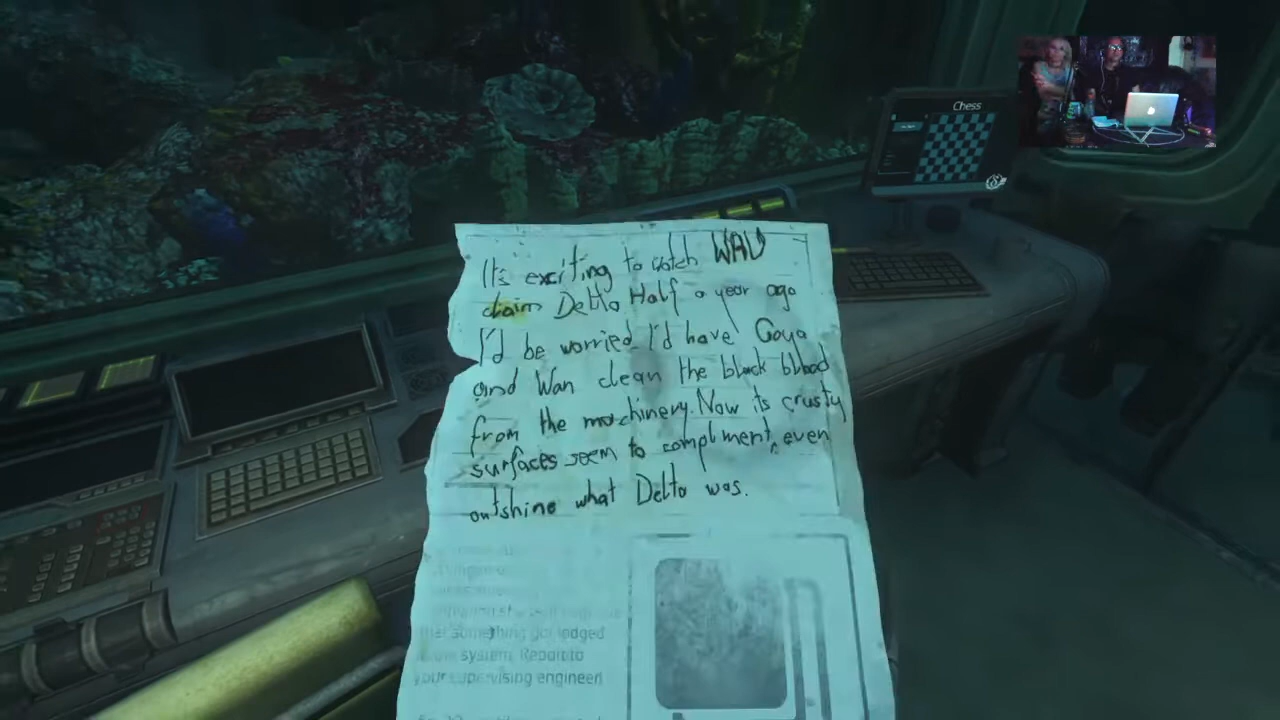 Chess
It's exciting to watch WAU
claim Delta Half a year ago
I'd be worried I'd have Goya
and Wan clean the black blood
from the machinery. Now its crusty
surfaces seem to compliment, even
outshine what Delta was.
something got lodged
system. Report to
your supervising engineer